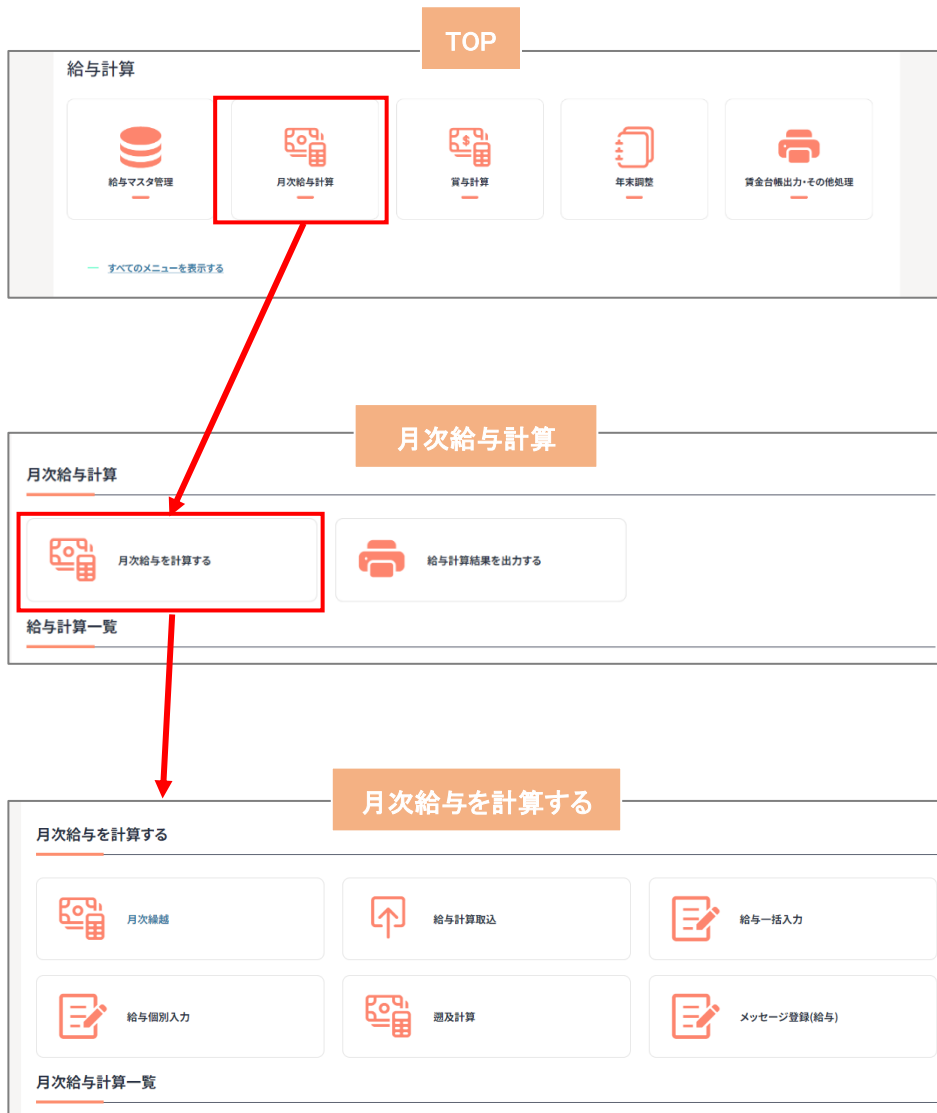 TOP
給与計算
給与マスタ管理
月次給与計算
賞与計算
年末調整
賃金台帳出力・その他処理
すべてのメニューを表示する
月次給与計算
月次給与計算
月次給与を計算する
給与計算結果を出力する
給与計算一覧
月次給与を計算する
月次給与を計算する
月次繰越
給与計算取込
給与一括入力
給与個別入力
遡及計算
メッセージ登録(給与)
月次給与計算一覧